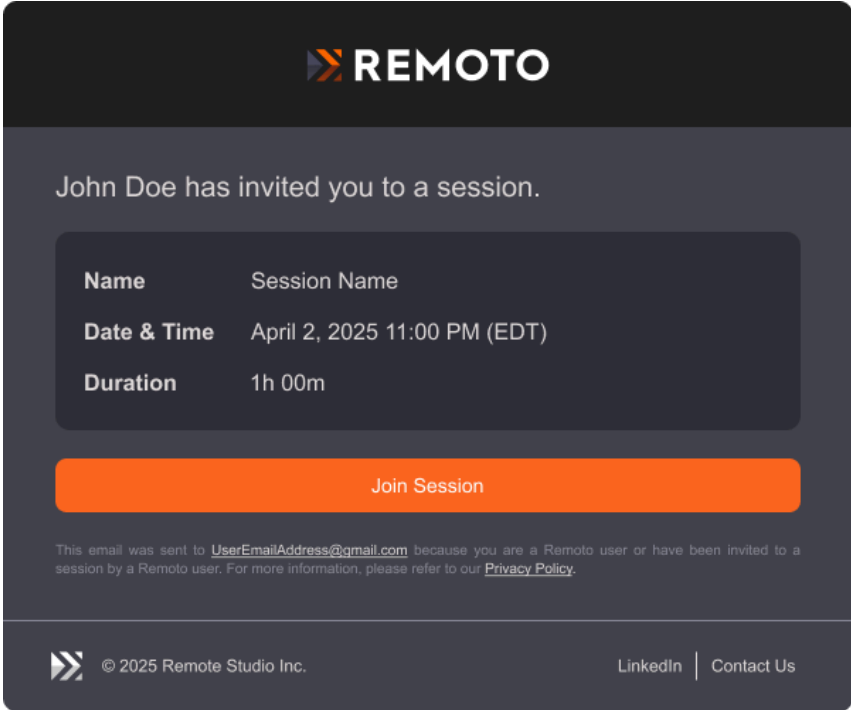 REMOTO
John Doe has invited you to a session.
Name Session Name
Date & Time April 2, 2025 11:00 PM (EDT)
Duration 1h 00m
Join Session
This email was sent to UserEmailAddress@gmail.com because you are a Remoto user or have been invited to a
session by a Remoto user. For more information, please refer to our Privacy Policy.
© 2025 Remote Studio Inc. LinkedIn | Contact Us